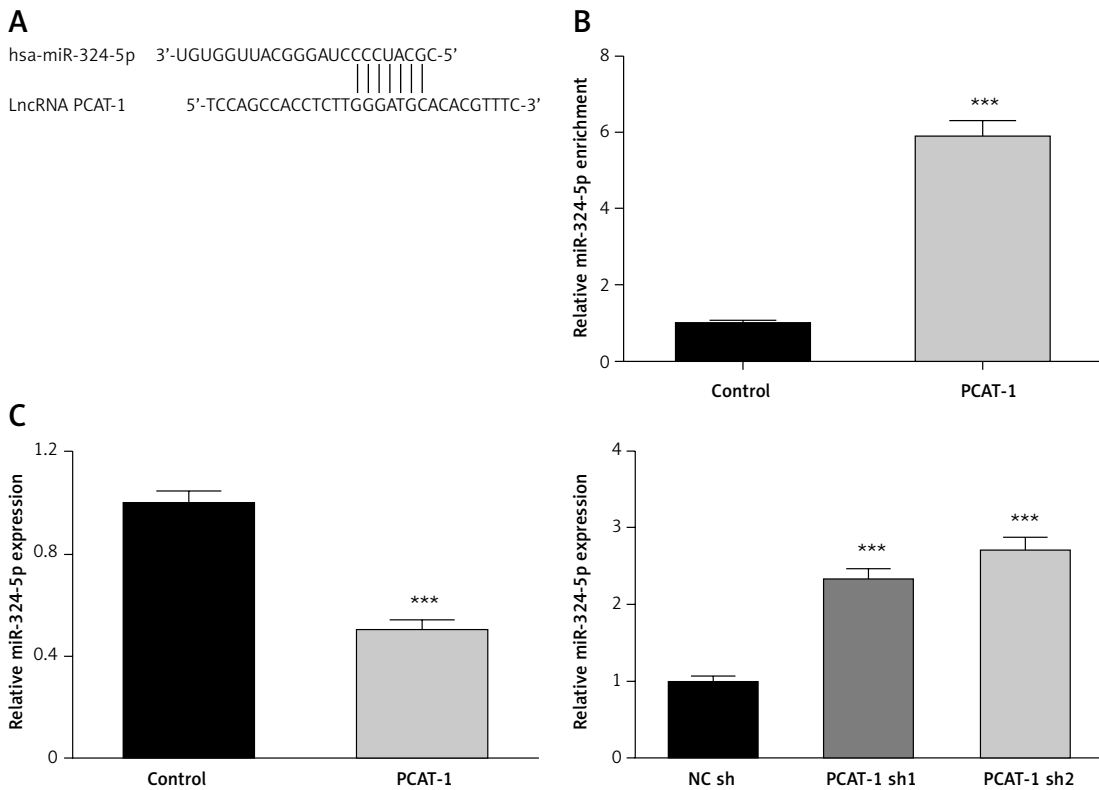 A
hsa-miR-324-5p 3’-UGUGGUUACGGGAUCCCCUACGC-5’
LncRNA PCAT-1 5’-TCCAGCCACCTCTTGGGATGCACACGTTTC-3’
B
Relative miR-324-5p enrichment
8
6
4
2
0
***
Control PCAT-1
C
Relative miR-324-5p expression
1.2
0.8
0.4
0
***
Control PCAT-1
Relative miR-324-5p expression
4
3
2
1
0
***
***
NC sh PCAT-1 sh1 PCAT-1 sh2